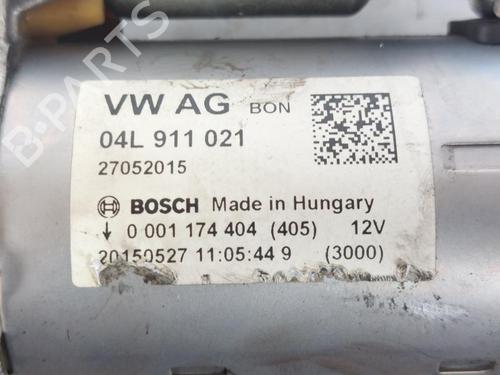 VW AG BON
04L 911 021
27052015
BOSCH Made in Hungary
↓ 0 001 174 404 (405) 12V
20150527 11:05:44 9 (3000)
B-PARTS